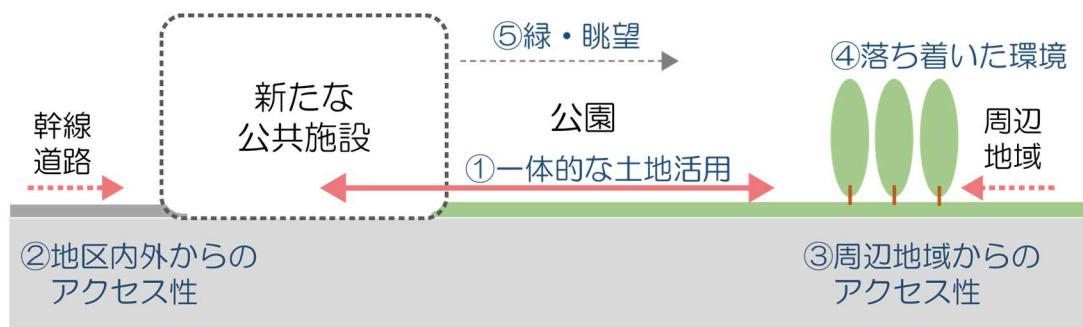 ⑤緑・眺望
④落ち着いた環境
新たな
公共施設
公園
幹線
道路
周辺
地域
①一体的な土地活用
②地区内外からの
アクセス性
③周辺地域からの
アクセス性